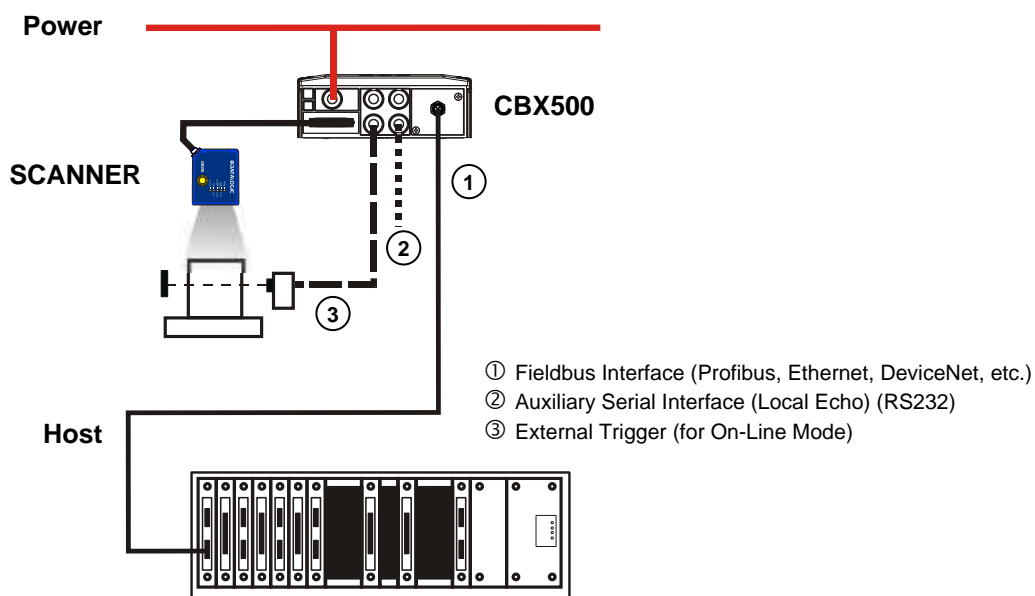 Power
CBX500
SCANNER
DATALOGIC
①
②
③
① Fieldbus Interface (Profibus, Ethernet, DeviceNet, etc.)
② Auxiliary Serial Interface (Local Echo) (RS232)
③ External Trigger (for On-Line Mode)
Host